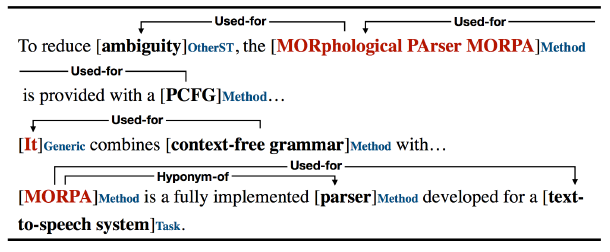 Used-for Used-for
To reduce [ambiguity]OtherST, the [MORphological PArser MORPA]Method
Used-for
is provided with a [PCFG]Method…
Used-for
[It]Generic combines [context-free grammar]Method with…
Used-for
Hyponym-of
[MORPA]Method is a fully implemented [parser]Method developed for a [text-
to-speech system]Task.